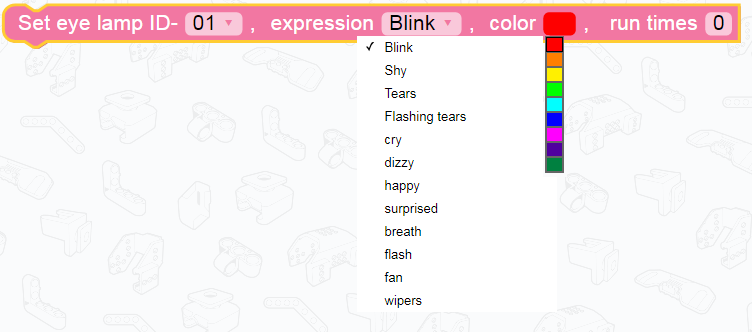 Set eye lamp ID- 01 ▼ , expression Blink ▼ , color , run times 0
✓ Blink
Shy
Tears
Flashing tears
cry
dizzy
happy
surprised
breath
flash
fan
wipers